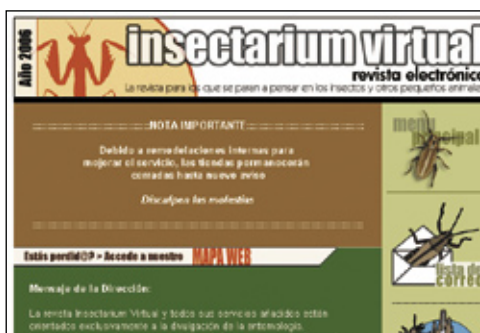 Año 2006
insectarium virtual
revista electrónica
La revista para los que se paran a pensar en los insectos y otros pequeños animale
NOTA IMPORTANTE
Debido a remodelaciones internas para
mejorar el servicio, las tiendas permanecerán
cerradas hasta nuevo aviso
Disculpen las molestias
Estás perdid@? > Accede a nuestro MAPA WEB
Mensaje de la Dirección:
La revista Insectarium Virtual y todos sus servicios añadidos están
orientados exclusivamente a la divulgación de la entomología.
menu
principal
lista de
correo